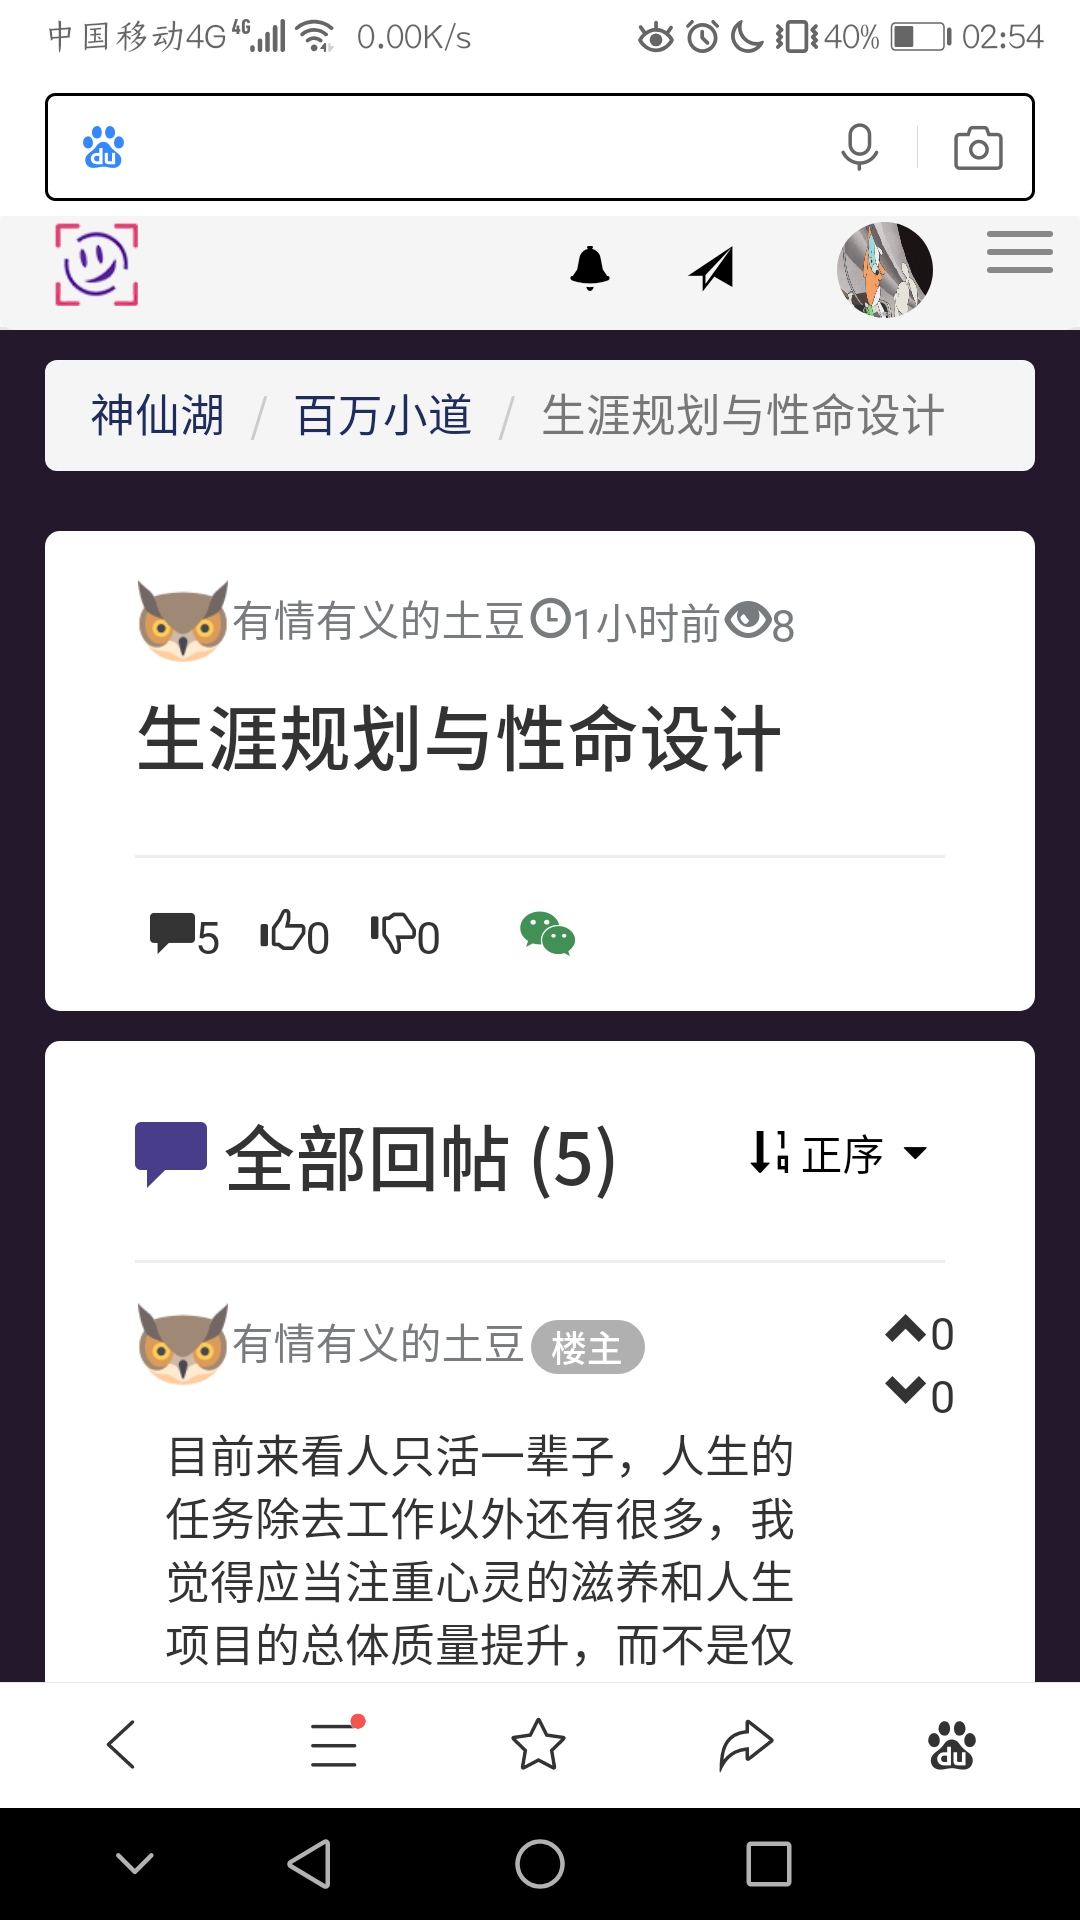 中国移动4G 4G 0.00K/s 40% 02:54
du
神仙湖 / 百万小道 / 生涯规划与性命设计
有情有义的土豆 1小时前 8
生涯规划与性命设计
5 0 0
全部回帖 (5) 正序
有情有义的土豆 楼主 0
0
目前来看人只活一辈子，人生的
任务除去工作以外还有很多，我
觉得应当注重心灵的滋养和人生
项目的总体质量提升，而不是仅
du